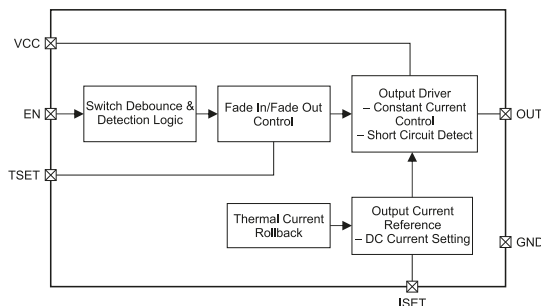 VCC
EN
TSET
Switch Debounce &
Detection Logic
Fade In/Fade Out
Control
Output Driver
– Constant Current
Control
– Short Circuit Detect
OUT
Thermal Current
Rollback
Output Current
Reference
– DC Current Setting
GND
ISET